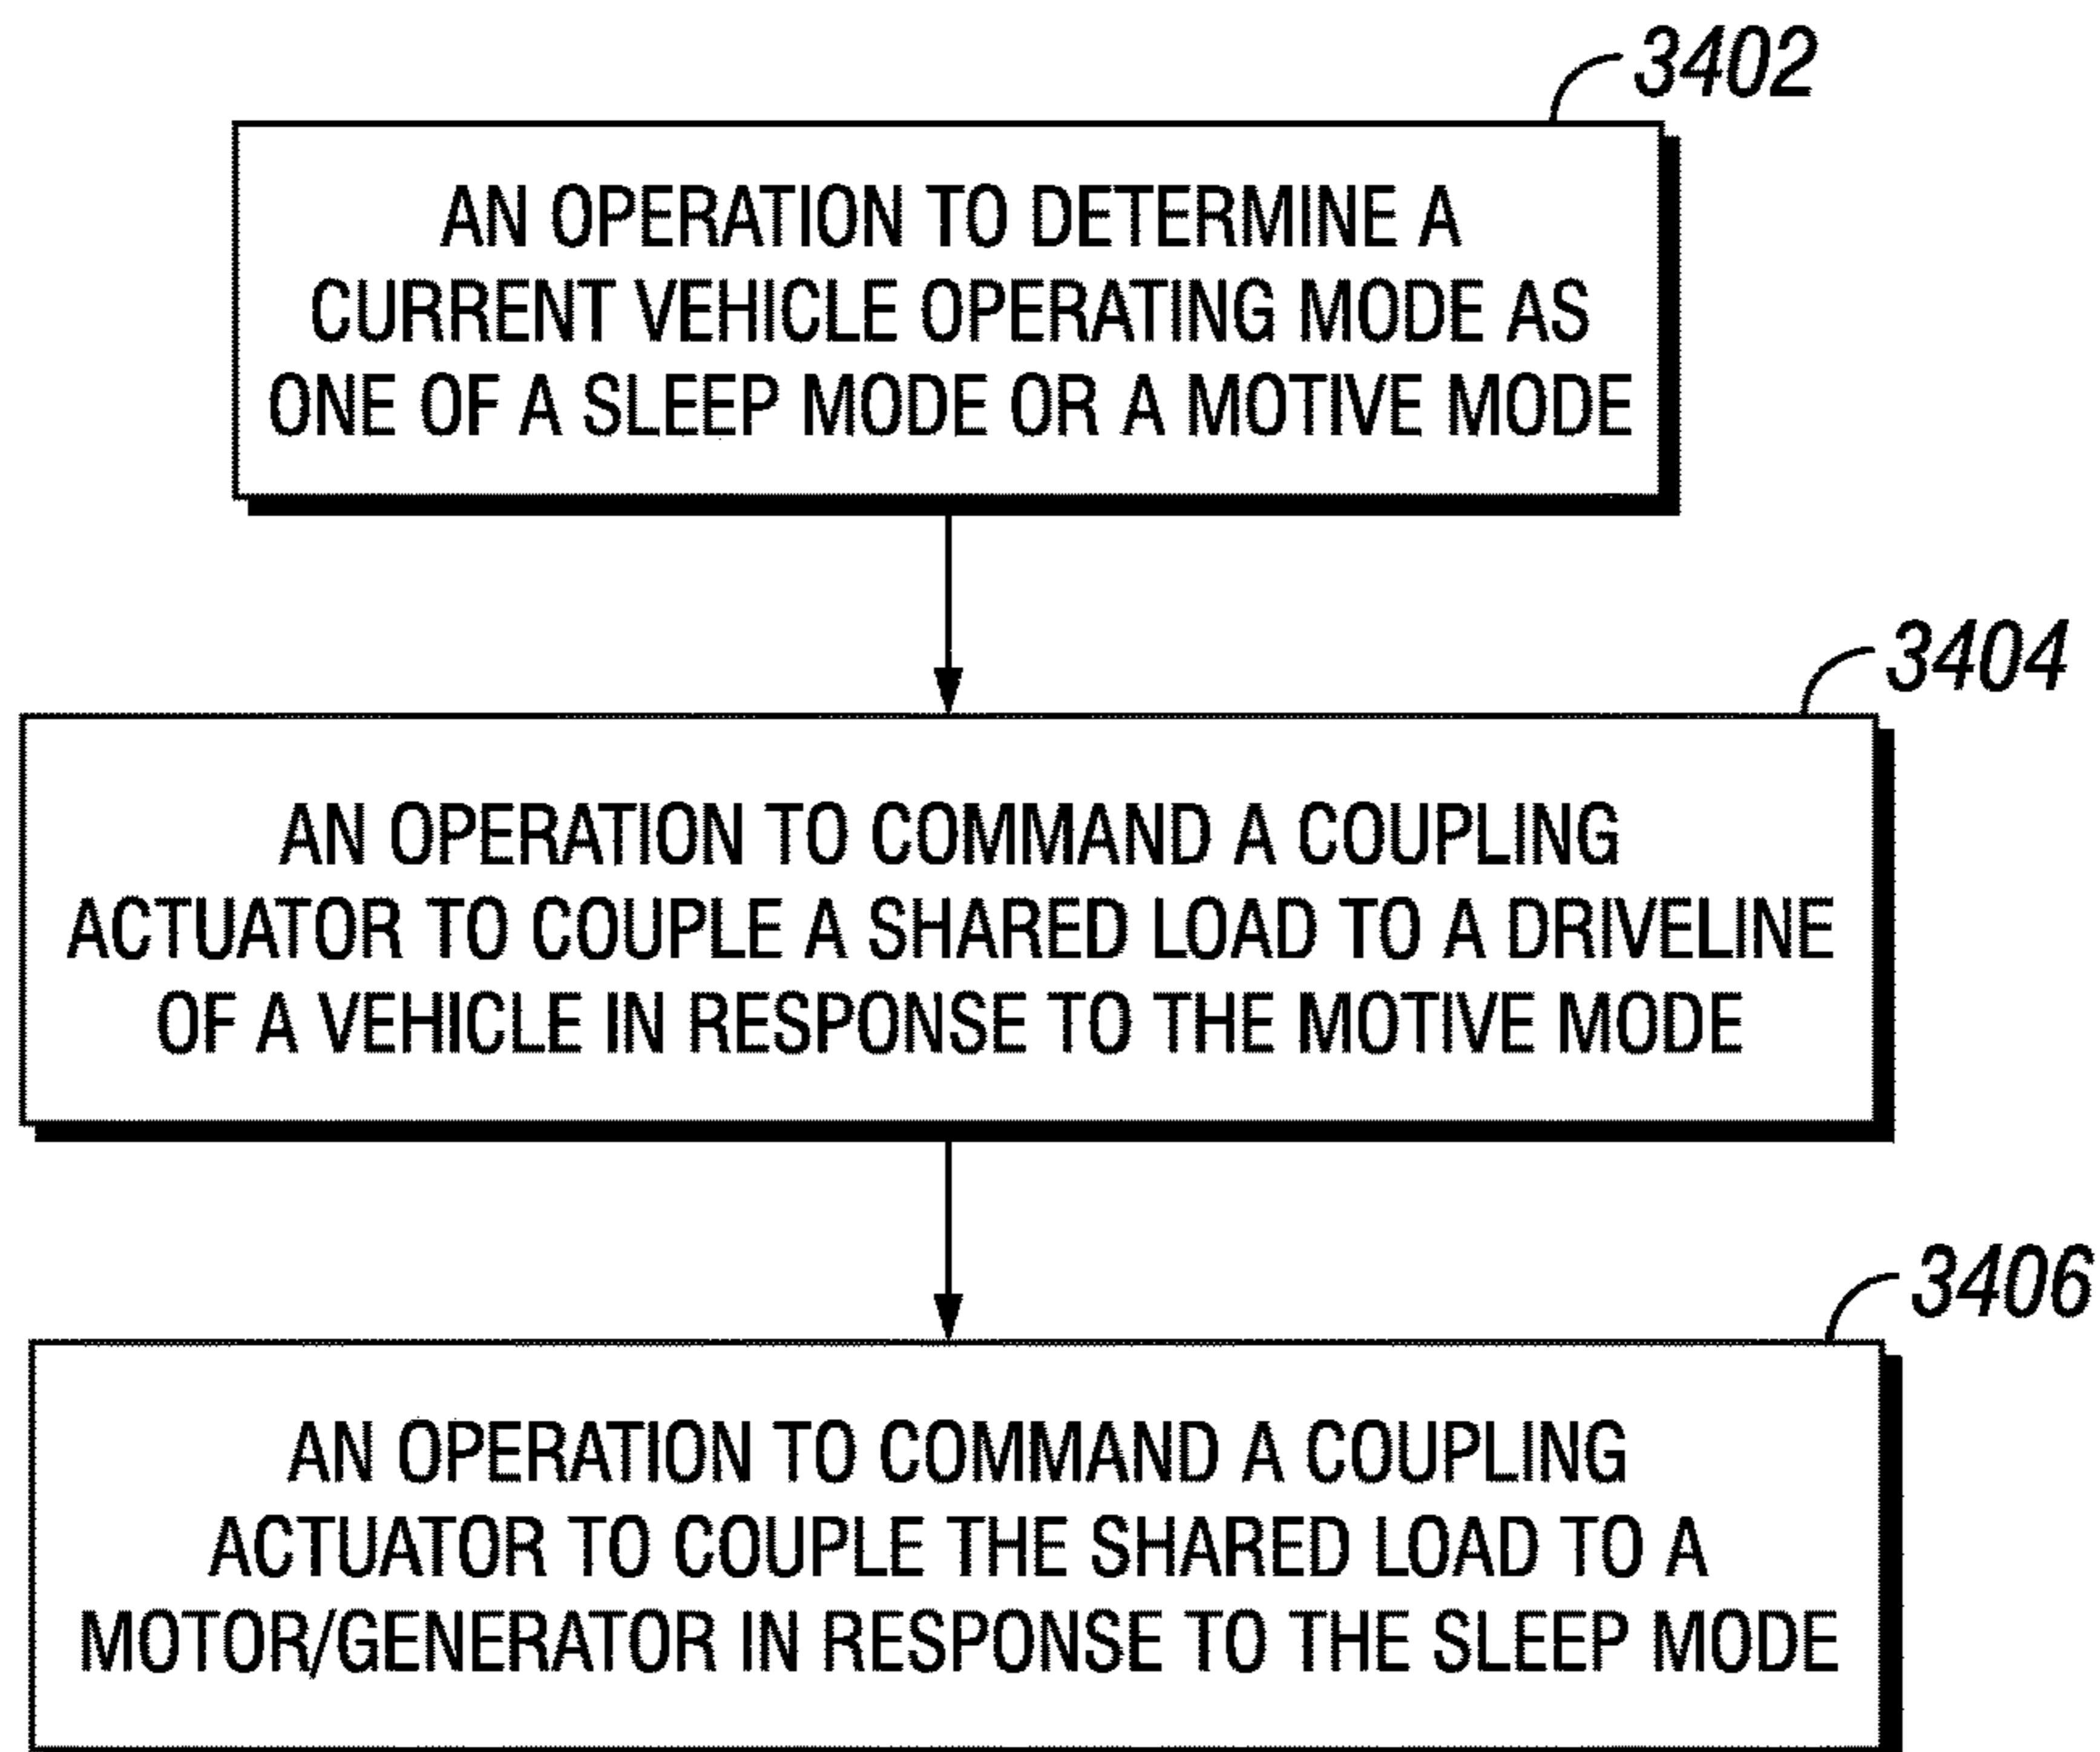 3402
AN OPERATION TO DETERMINE A
CURRENT VEHICLE OPERATING MODE AS
ONE OF A SLEEP MODE OR A MOTIVE MODE
3404
AN OPERATION TO COMMAND A COUPLING
ACTUATOR TO COUPLE A SHARED LOAD TO A DRIVELINE
OF A VEHICLE IN RESPONSE TO THE MOTIVE MODE
3406
AN OPERATION TO COMMAND A COUPLING
ACTUATOR TO COUPLE THE SHARED LOAD TO A
MOTOR/GENERATOR IN RESPONSE TO THE SLEEP MODE